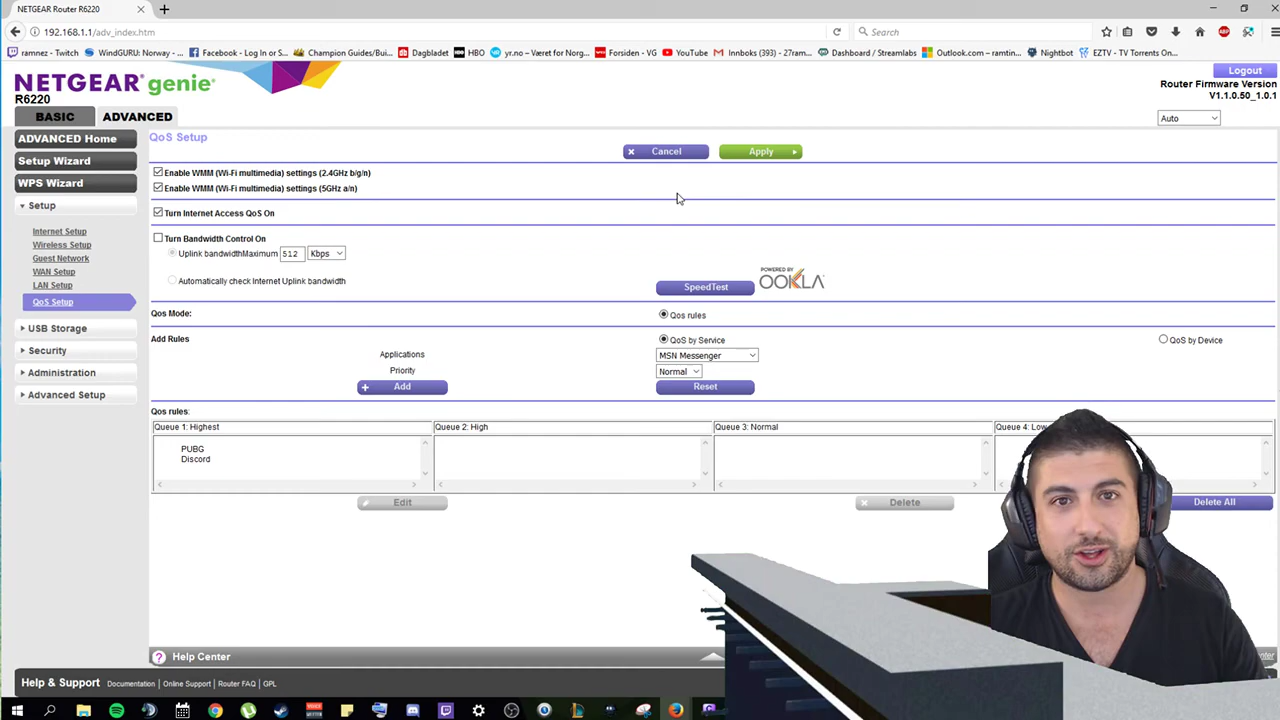 NETGEAR Router R6220
192.168.1.1/adv_index.htm
Search
ramnez - Twitch
WindGURU: Norway - ...
Facebook - Log In or S...
Champion Guides/Bui...
Dagbladet
HBO
yr.no – Været for Norg...
Forsiden - VG
YouTube
Innboks (393) - 27ram...
Dashboard / Streamlabs
Outlook.com – ramtin...
Nightbot
EZTV - TV Torrents On...
NETGEAR genie
R6220
Logout
Router Firmware Version
V1.1.0.50_1.0.1
Auto
BASIC
ADVANCED
ADVANCED Home
Setup Wizard
WPS Wizard
Setup
Internet Setup
Wireless Setup
Guest Network
WAN Setup
LAN Setup
QoS Setup
USB Storage
Security
Administration
Advanced Setup
QoS Setup
Cancel
Apply
Enable WMM (Wi-Fi multimedia) settings (2.4GHz b/g/n)
Enable WMM (Wi-Fi multimedia) settings (5GHz a/n)
Turn Internet Access QoS On
Turn Bandwidth Control On
Uplink bandwidthMaximum 512 Kbps
Automatically check Internet Uplink bandwidth
SpeedTest
POWERED BY
OOKLA
Qos Mode:
Qos rules
Add Rules
QoS by Service
QoS by Device
Applications
MSN Messenger
Priority
Normal
Add
Reset
Qos rules:
Queue 1: Highest
Queue 2: High
Queue 3: Normal
Queue 4: Low
PUBG
Discord
Edit
Delete
Delete All
Help Center
Help & Support
Documentation
Online Support
Router FAQ
GPL